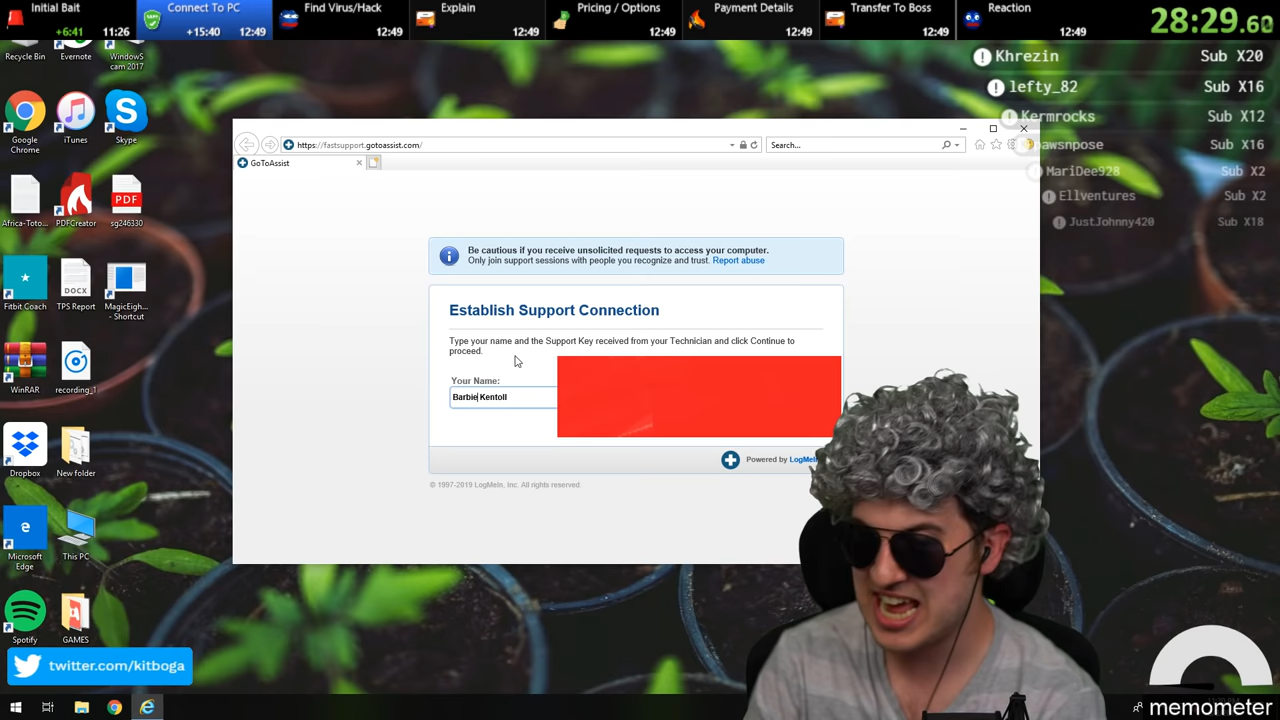 Initial Bait
+6:41 11:26
Connect To PC
+15:40 12:49
Find Virus/Hack
12:49
Explain
12:49
Pricing / Options
12:49
Payment Details
12:49
Transfer To Boss
12:49
Reaction
12:49
28:29.60
Khrezin Sub X20
lefty_82 Sub X16
Kermrocks Sub X12
pawsnpose Sub X16
MariDee928 Sub X2
Ellventures Sub X2
JustJohnny420 Sub X18
Recycle Bin
Evernote
WindowS
cam 2017
Google
Chrome
iTunes
Skype
Africa-Toto...
PDFCreator
PDF
sg246330
Fitbit Coach
DOCX
TPS Report
MagicEigh...
- Shortcut
WinRAR
recording_1
Dropbox
New folder
Microsoft
Edge
This PC
Spotify
GAMES
https://fastsupport.gotoassist.com/
Search...
GoToAssist
Be cautious if you receive unsolicited requests to access your computer.
Only join support sessions with people you recognize and trust. Report abuse
Establish Support Connection
Type your name and the Support Key received from your Technician and click Continue to
proceed.
Your Name:
Barbie Kentoll
Powered by LogMeIn
© 1997-2019 LogMeIn, Inc. All rights reserved.
twitter.com/kitboga
memometer